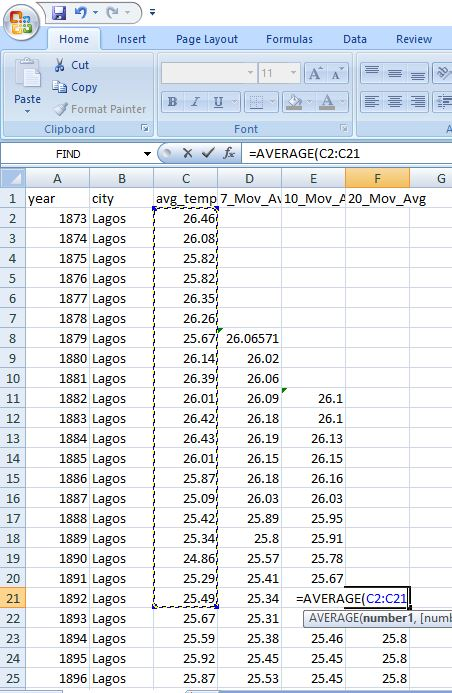 Home Insert Page Layout Formulas Data Review
Cut
Copy
Format Painter
Paste
11 A A
B I U A
Clipboard Font A
FIND fx =AVERAGE(C2:C21
A B C D E F G
1 year city avg_temp 7_Mov_Av 10_Mov_A 20_Mov_Avg
2 1873 Lagos 26.46
3 1874 Lagos 26.08
4 1875 Lagos 25.82
5 1876 Lagos 25.82
6 1877 Lagos 26.35
7 1878 Lagos 26.26
8 1879 Lagos 25.67 26.06571
9 1880 Lagos 26.14 26.02
10 1881 Lagos 26.39 26.06
11 1882 Lagos 26.01 26.09 26.1
12 1883 Lagos 26.42 26.18 26.1
13 1884 Lagos 26.43 26.19 26.13
14 1885 Lagos 26.01 26.15 26.15
15 1886 Lagos 25.87 26.18 26.16
16 1887 Lagos 25.09 26.03 26.03
17 1888 Lagos 25.42 25.89 25.95
18 1889 Lagos 25.34 25.8 25.91
19 1890 Lagos 24.86 25.57 25.78
20 1891 Lagos 25.29 25.41 25.67
21 1892 Lagos 25.49 25.34 =AVERAGE(C2:C21
AVERAGE(number1, [numb
22 1893 Lagos 25.67 25.31
23 1894 Lagos 25.59 25.38 25.46 25.8
24 1895 Lagos 25.92 25.45 25.45 25.8
25 1896 Lagos 25.87 25.53 25.45 25.8